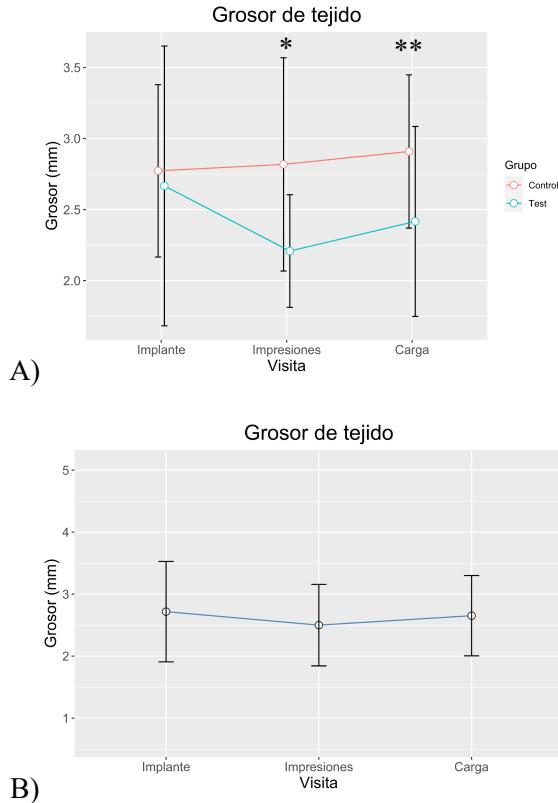 Grosor de tejido
* **
3.5
3.0
2.5
2.0
Grosor (mm)
Implante Impresiones Carga
Visita
Grupo
Control
Test
A)
Grosor de tejido
5
4
3
2
1
Grosor (mm)
Implante Impresiones Carga
Visita
B)